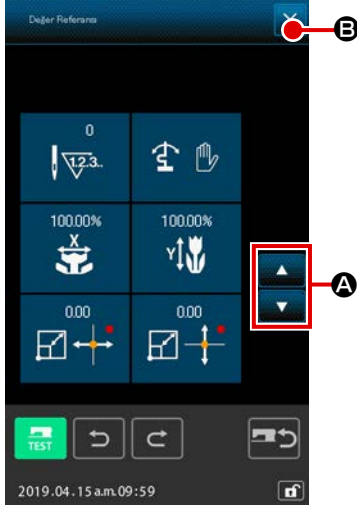 Değer Referansı
B
0
1.2.3..
100.00%
100.00%
X
Y
A
0.00
0.00
TEST
2019.04.15 a.m. 09:59